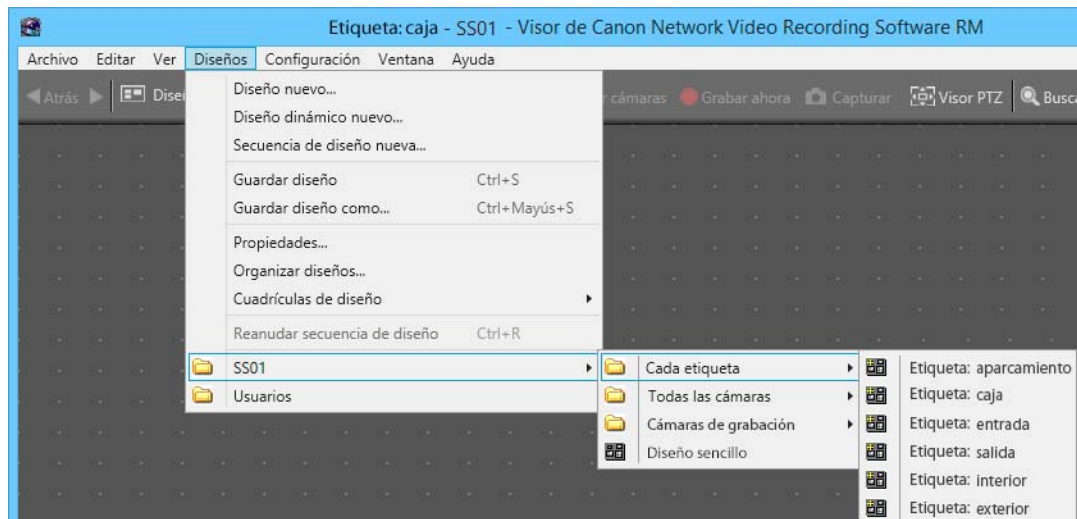 Etiqueta: caja - SS01 - Visor de Canon Network Video Recording Software RM
Archivo Editar Ver Diseños Configuración Ventana Ayuda
Atrás cámaras Grabar ahora Capturar Visor PTZ
Diseño nuevo...
Diseño dinámico nuevo...
Secuencia de diseño nueva...
Guardar diseño Ctrl+S
Guardar diseño como... Ctrl+Mayús+S
Propiedades...
Organizar diseños...
Cuadrículas de diseño
Reanudar secuencia de diseño Ctrl+R
SS01
Usuarios
Cada etiqueta
Todas las cámaras
Cámaras de grabación
Diseño sencillo
Etiqueta: aparcamiento
Etiqueta: caja
Etiqueta: entrada
Etiqueta: salida
Etiqueta: interior
Etiqueta: exterior